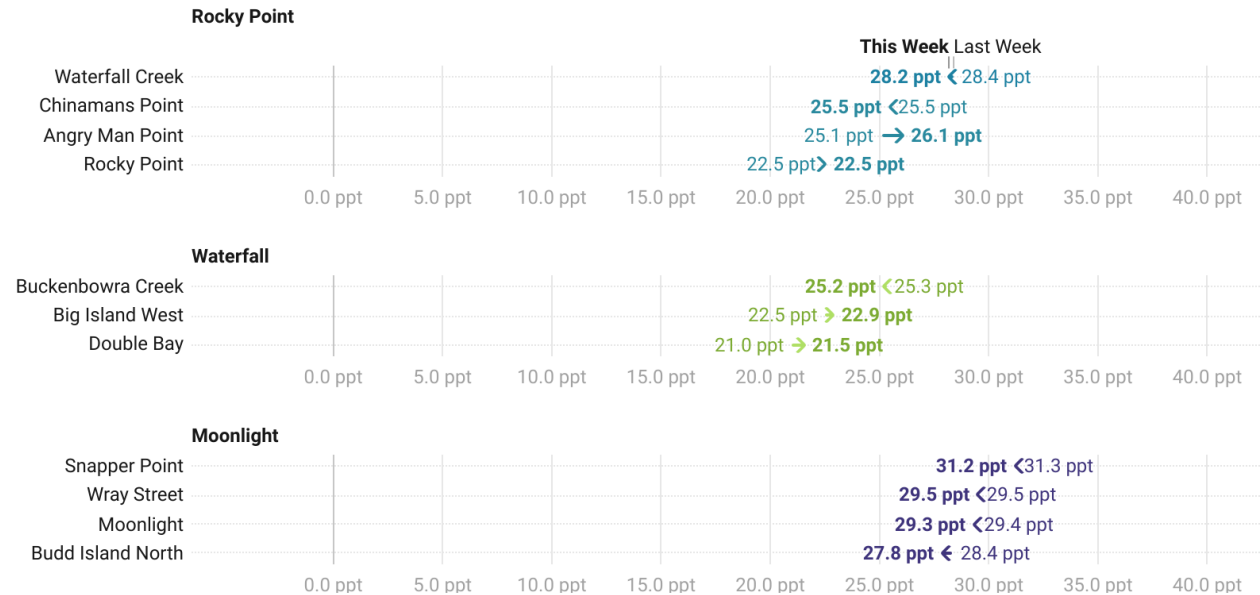 Rocky Point
This Week Last Week
Waterfall Creek 28.2 ppt 28.4 ppt
Chinamans Point 25.5 ppt 25.5 ppt
Angry Man Point 25.1 ppt 26.1 ppt
Rocky Point 22.5 ppt 22.5 ppt
0.0 ppt 5.0 ppt 10.0 ppt 15.0 ppt 20.0 ppt 25.0 ppt 30.0 ppt 35.0 ppt 40.0 ppt
Waterfall
Buckenbowra Creek 25.2 ppt 25.3 ppt
Big Island West 22.5 ppt 22.9 ppt
Double Bay 21.0 ppt 21.5 ppt
0.0 ppt 5.0 ppt 10.0 ppt 15.0 ppt 20.0 ppt 25.0 ppt 30.0 ppt 35.0 ppt 40.0 ppt
Moonlight
Snapper Point 31.2 ppt 31.3 ppt
Wray Street 29.5 ppt 29.5 ppt
Moonlight 29.3 ppt 29.4 ppt
Budd Island North 27.8 ppt 28.4 ppt
0.0 ppt 5.0 ppt 10.0 ppt 15.0 ppt 20.0 ppt 25.0 ppt 30.0 ppt 35.0 ppt 40.0 ppt